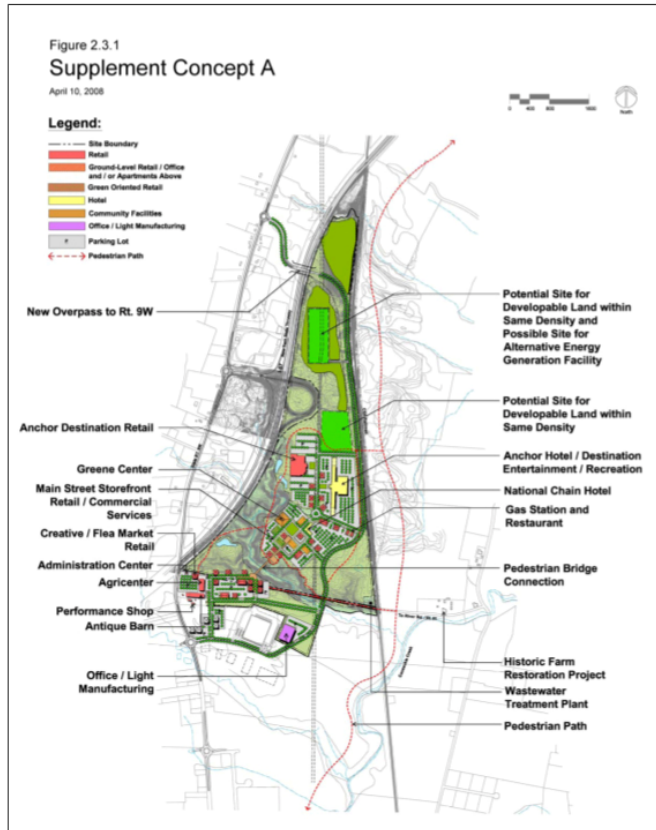 Figure 2.3.1
Supplement Concept A
April 10, 2008
0 400 800 1600
North
Legend:
Site Boundary
Retail
Ground-Level Retail / Office
and / or Apartments Above
Green Oriented Retail
Hotel
Community Facilities
Office / Light Manufacturing
P
Parking Lot
Pedestrian Path
New Overpass to Rt. 9W
Anchor Destination Retail
Greene Center
Main Street Storefront
Retail / Commercial
Services
Creative / Flea Market
Retail
Administration Center
Agricenter
Performance Shop
Antique Barn
Office / Light
Manufacturing
Potential Site for
Developable Land within
Same Density and
Possible Site for
Alternative Energy
Generation Facility
Potential Site for
Developable Land within
Same Density
Anchor Hotel / Destination
Entertainment / Recreation
National Chain Hotel
Gas Station and
Restaurant
Pedestrian Bridge
Connection
Historic Farm
Restoration Project
Wastewater
Treatment Plant
Pedestrian Path